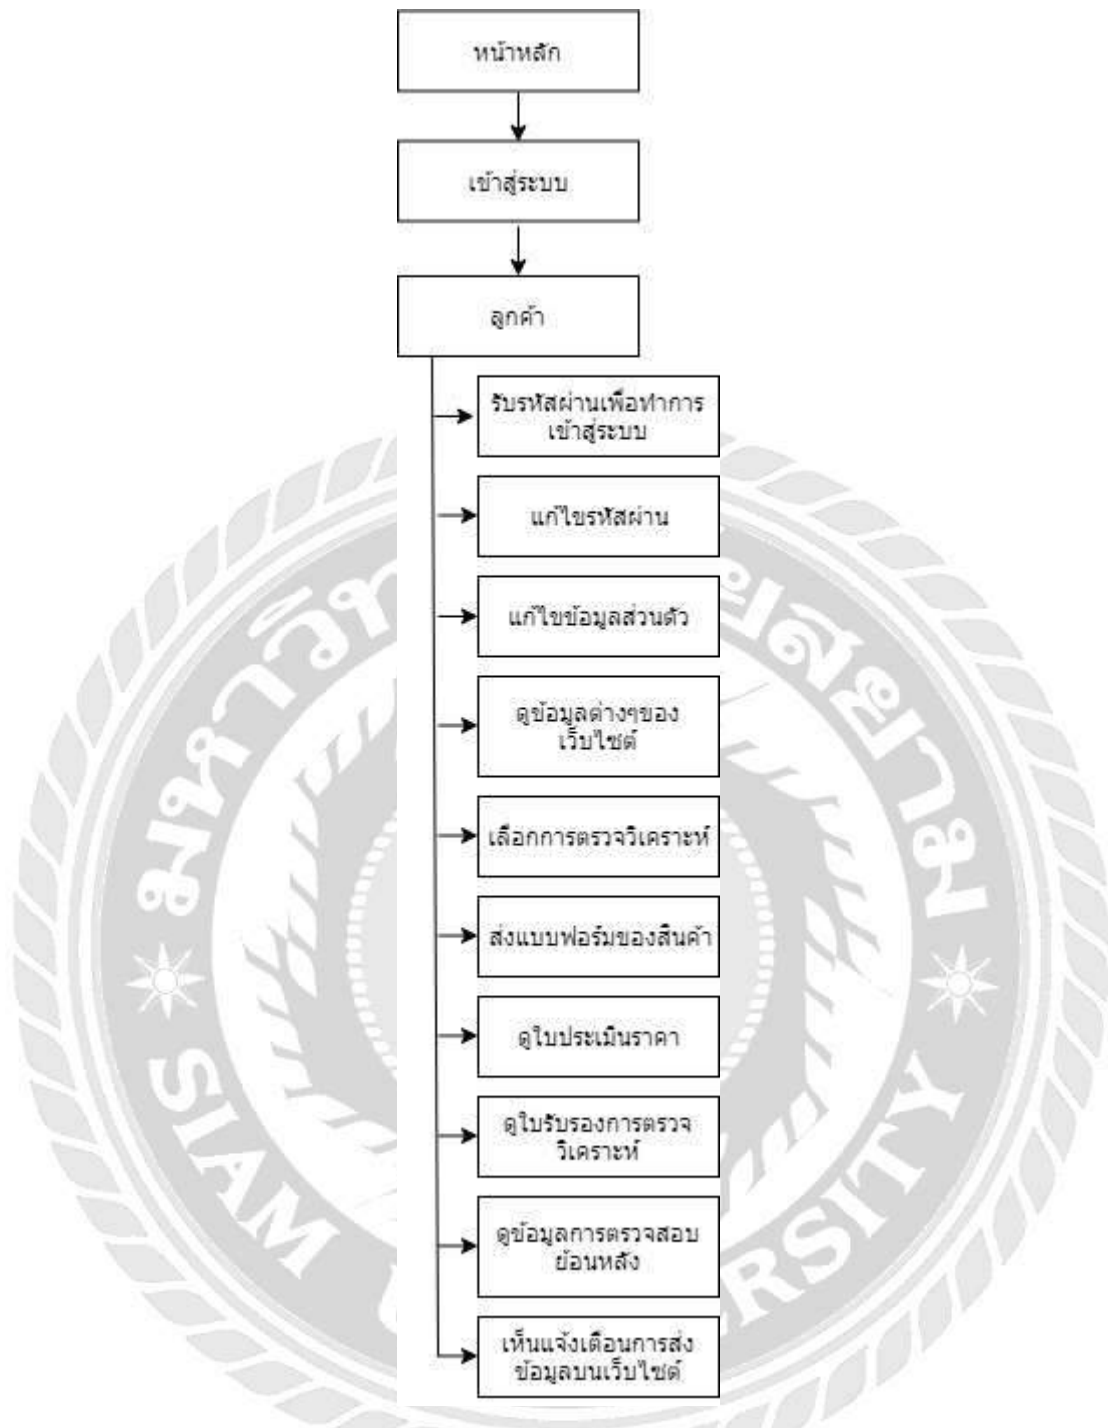 หน้าหลัก
เข้าสู่ระบบ
ลูกค้า
รับรหัสผ่านเพื่อทำการ
เข้าสู่ระบบ
แก้ไขรหัสผ่าน
แก้ไขข้อมูลส่วนตัว
ดูข้อมูลต่างๆของ
เว็บไซต์
เลือกการตรวจวิเคราะห์
ส่งแบบฟอร์มของสินค้า
ดูใบประเมินราคา
ดูใบรับรองการตรวจ
วิเคราะห์
ดูข้อมูลการตรวจสอบ
ย้อนหลัง
เห็นแจ้งเตือนการส่ง
ข้อมูลบนเว็บไซต์
SIAM